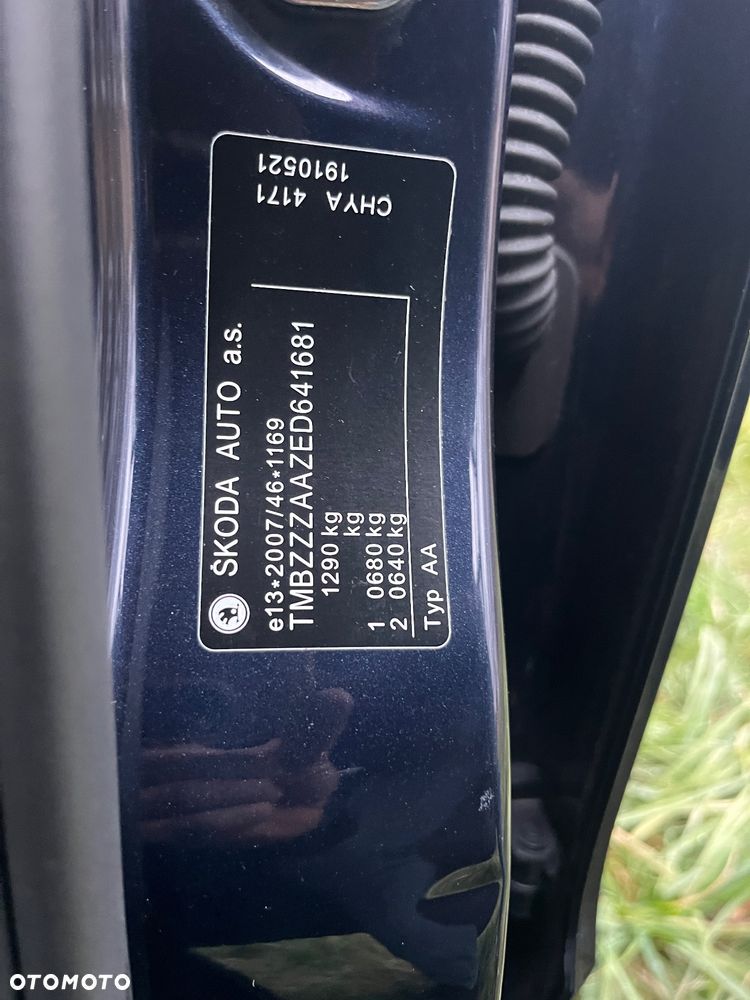 ŠKODA AUTO a.s.
e13*2007/46*1169
TMBZZZAAZED641681
1290 kg
kg
1 0680 kg
2 0640 kg
Typ AA
CHYA 4171
1910521
OTOMOTO